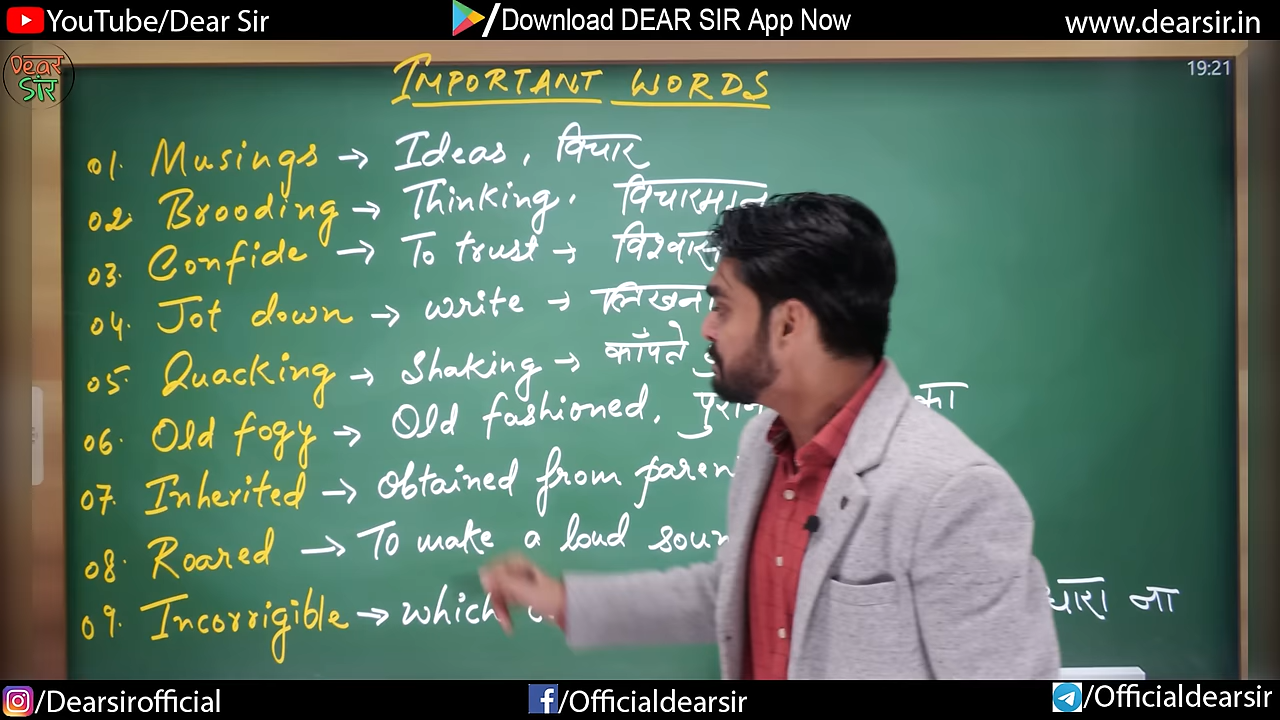 YouTube/Dear Sir
/Download DEAR SIR App Now
www.dearsir.in
Dear Sir
19:21
IMPORTANT WORDS
01. Musings → Ideas, विचार
02. Brooding → Thinking. विचारमान
03. Confide → To trust → विश्वास
04. Jot down → write → लिखना
05. Quacking → Shaking → काँपते
06. Old fogy → Old fashioned, का
07. Inherited → Obtained from
08. Roared → To make a loud
09. Incorrigible → which ना
/Dearsirofficial
/Officialdearsir
/Officialdearsir